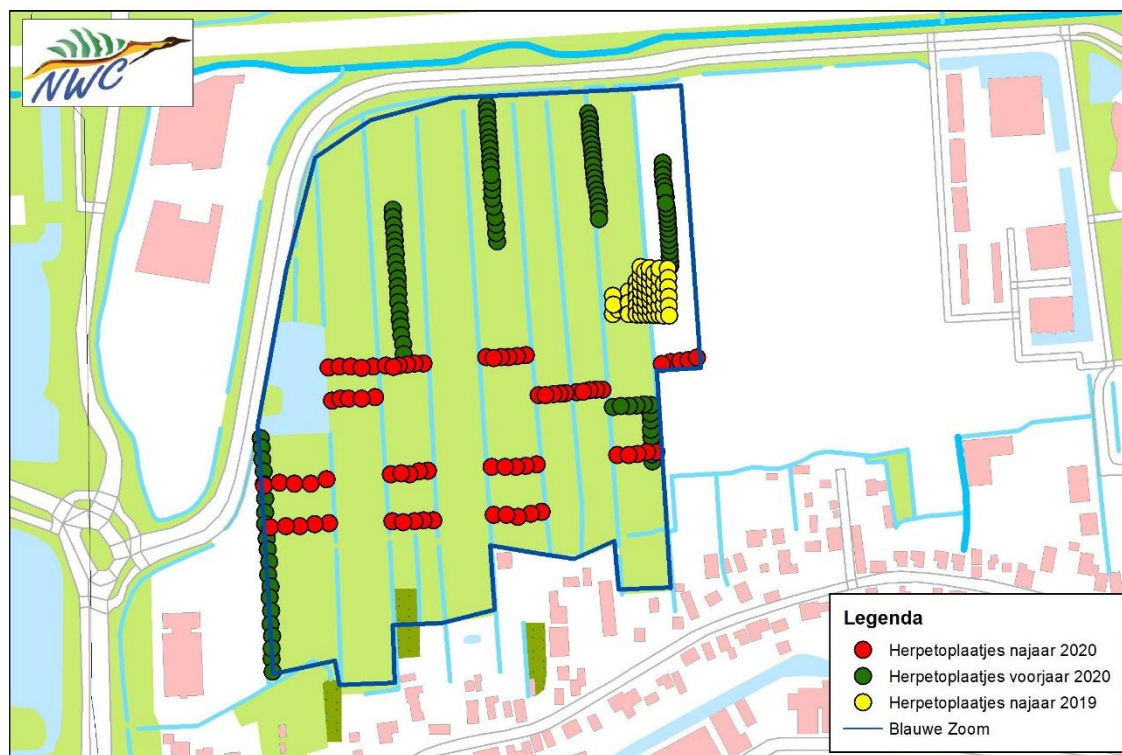 NWC
Legenda
Herpetoplaatjes najaar 2020
Herpetoplaatjes voorjaar 2020
Herpetoplaatjes najaar 2019
Blauwe Zoom